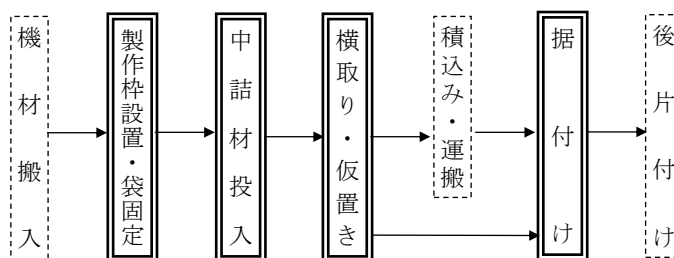 機材搬入
製作枠設置・袋固定
中詰材投入
横取り・仮置き
積込み・運搬
据付け
後片付け